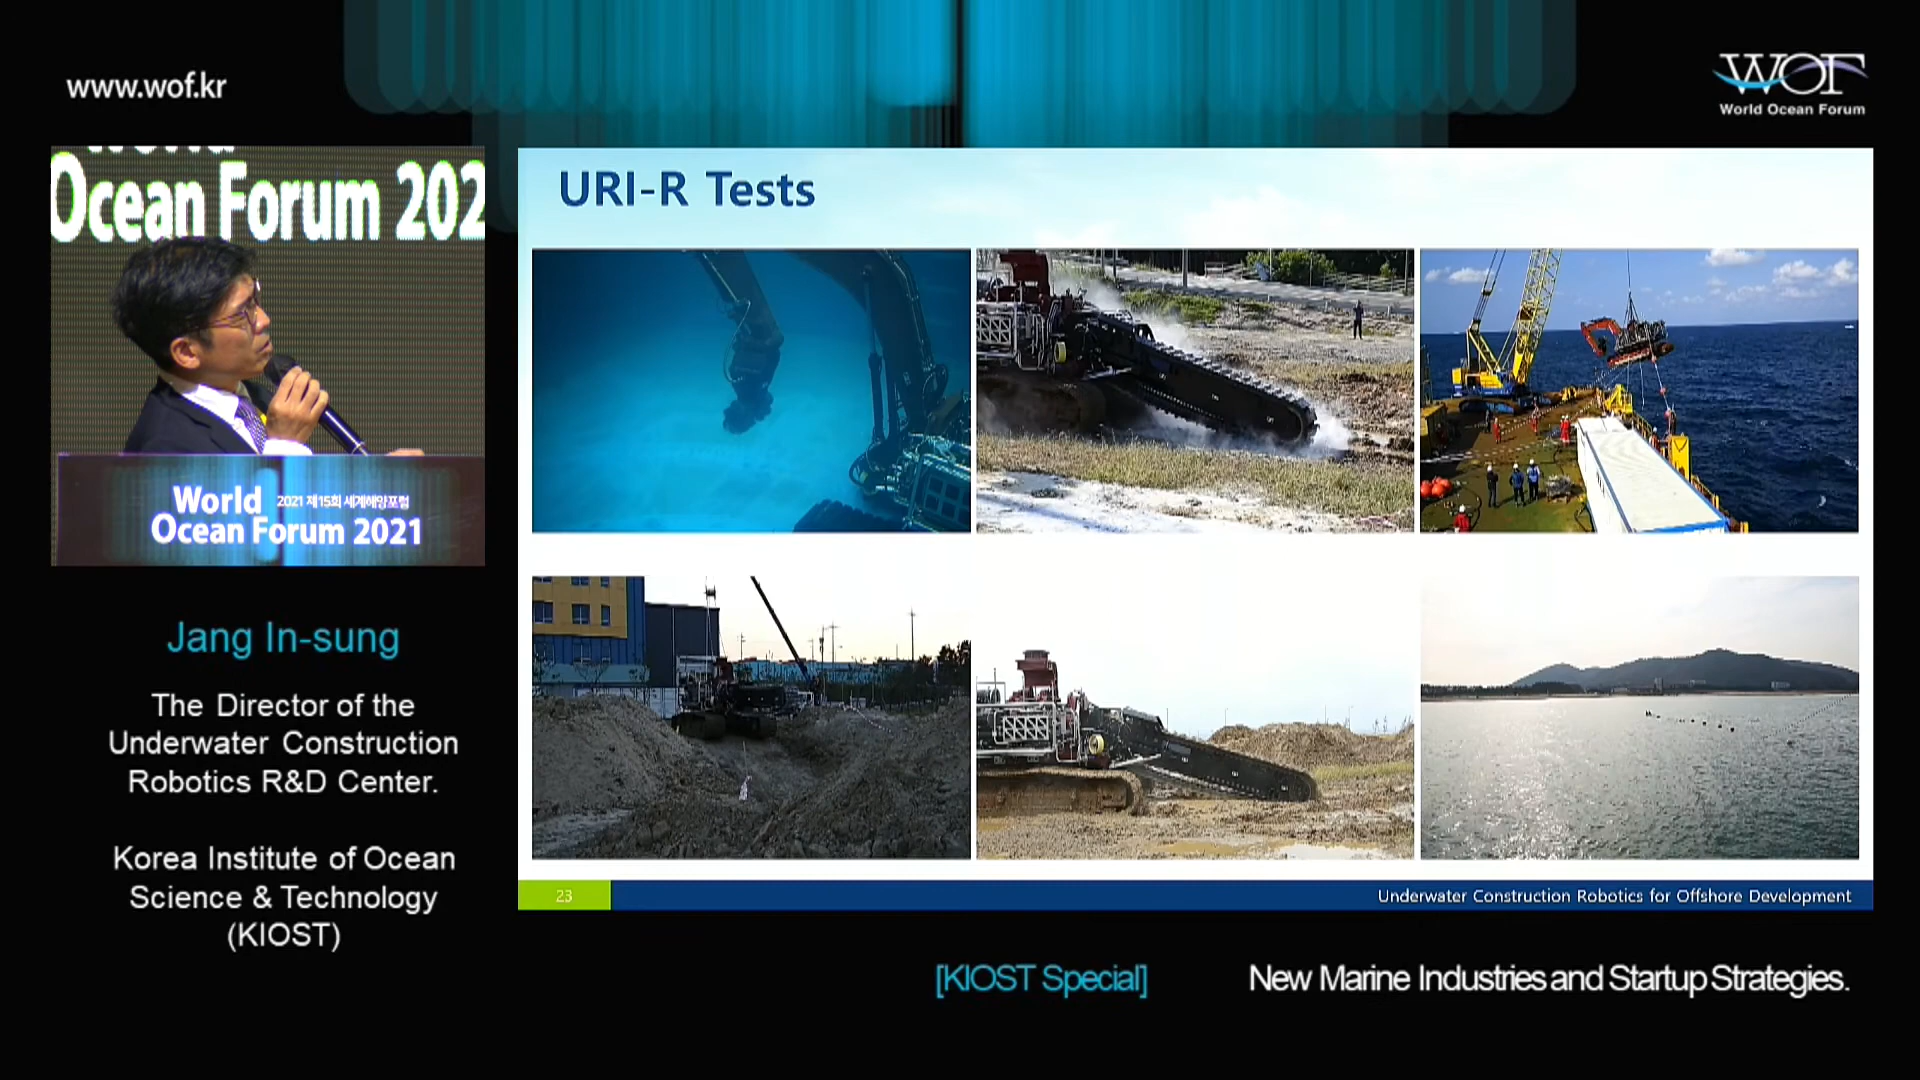 www.wof.kr
WOF
World Ocean Forum
Ocean Forum 202
World 2021 제15회 세계해양포럼
Ocean Forum 2021
Jang In-sung
The Director of the
Underwater Construction
Robotics R&D Center.
Korea Institute of Ocean
Science & Technology
(KIOST)
URI-R Tests
23
Underwater Construction Robotics for Offshore Development
[KIOST Special] New Marine Industries and Startup Strategies.